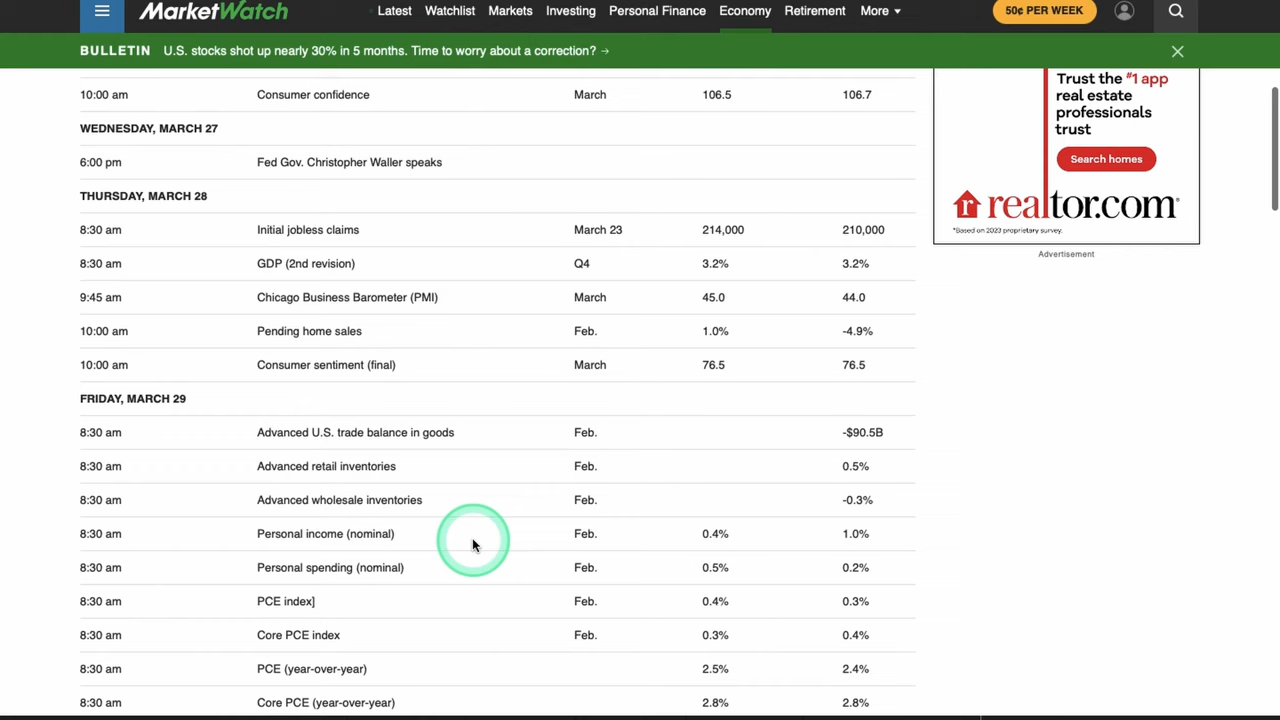 MarketWatch Latest Watchlist Markets Investing Personal Finance Economy Retirement More 50¢ PER WEEK
BULLETIN U.S. stocks shot up nearly 30% in 5 months. Time to worry about a correction? →
10:00 am Consumer confidence March 106.5 106.7
WEDNESDAY, MARCH 27
6:00 pm Fed Gov. Christopher Waller speaks
THURSDAY, MARCH 28
8:30 am Initial jobless claims March 23 214,000 210,000
8:30 am GDP (2nd revision) Q4 3.2% 3.2%
9:45 am Chicago Business Barometer (PMI) March 45.0 44.0
10:00 am Pending home sales Feb. 1.0% -4.9%
10:00 am Consumer sentiment (final) March 76.5 76.5
FRIDAY, MARCH 29
8:30 am Advanced U.S. trade balance in goods Feb. -$90.5B
8:30 am Advanced retail inventories Feb. 0.5%
8:30 am Advanced wholesale inventories Feb. -0.3%
8:30 am Personal income (nominal) Feb. 0.4% 1.0%
8:30 am Personal spending (nominal) Feb. 0.5% 0.2%
8:30 am PCE index] Feb. 0.4% 0.3%
8:30 am Core PCE index Feb. 0.3% 0.4%
8:30 am PCE (year-over-year) 2.5% 2.4%
8:30 am Core PCE (year-over-year) 2.8% 2.8%
Trust the #1 app
real estate
professionals
trust
Search homes
r realtor.com®
*Based on 2023 proprietary survey.
Advertisement